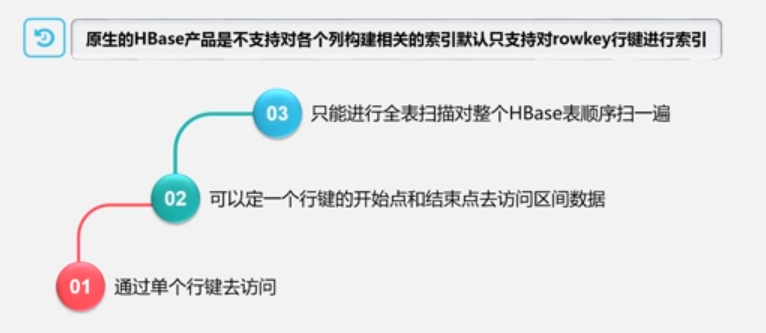 原生的HBase产品是不支持对各个列构建相关的索引默认只支持对rowkey行键进行索引
03 只能进行全表扫描对整个HBase表顺序扫一遍
02 可以定一个行键的开始点和结束点去访问区间数据
01 通过单个行键去访问